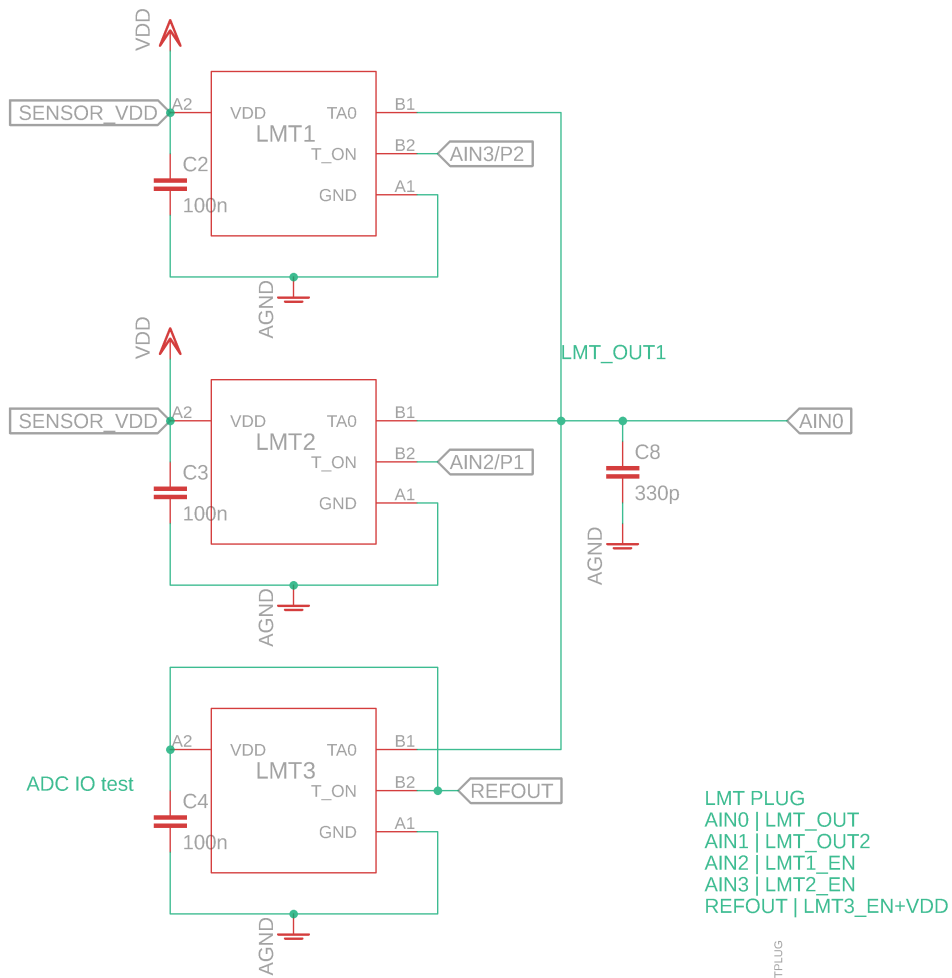 VDD
SENSOR_VDD
A2
VDD
TA0
B1
LMT1
T_ON
B2
AIN3/P2
C2
GND
A1
100n
AGND
VDD
LMT_OUT1
SENSOR_VDD
A2
VDD
TA0
B1
AIN0
LMT2
T_ON
B2
AIN2/P1
C3
GND
A1
100n
C8
330p
AGND
AGND
A2
VDD
TA0
B1
LMT3
ADC IO test
T_ON
B2
REFOUT
C4
GND
A1
100n
AGND
LMT PLUG
AIN0 | LMT_OUT
AIN1 | LMT_OUT2
AIN2 | LMT1_EN
AIN3 | LMT2_EN
REFOUT | LMT3_EN+VDD
TPLUG